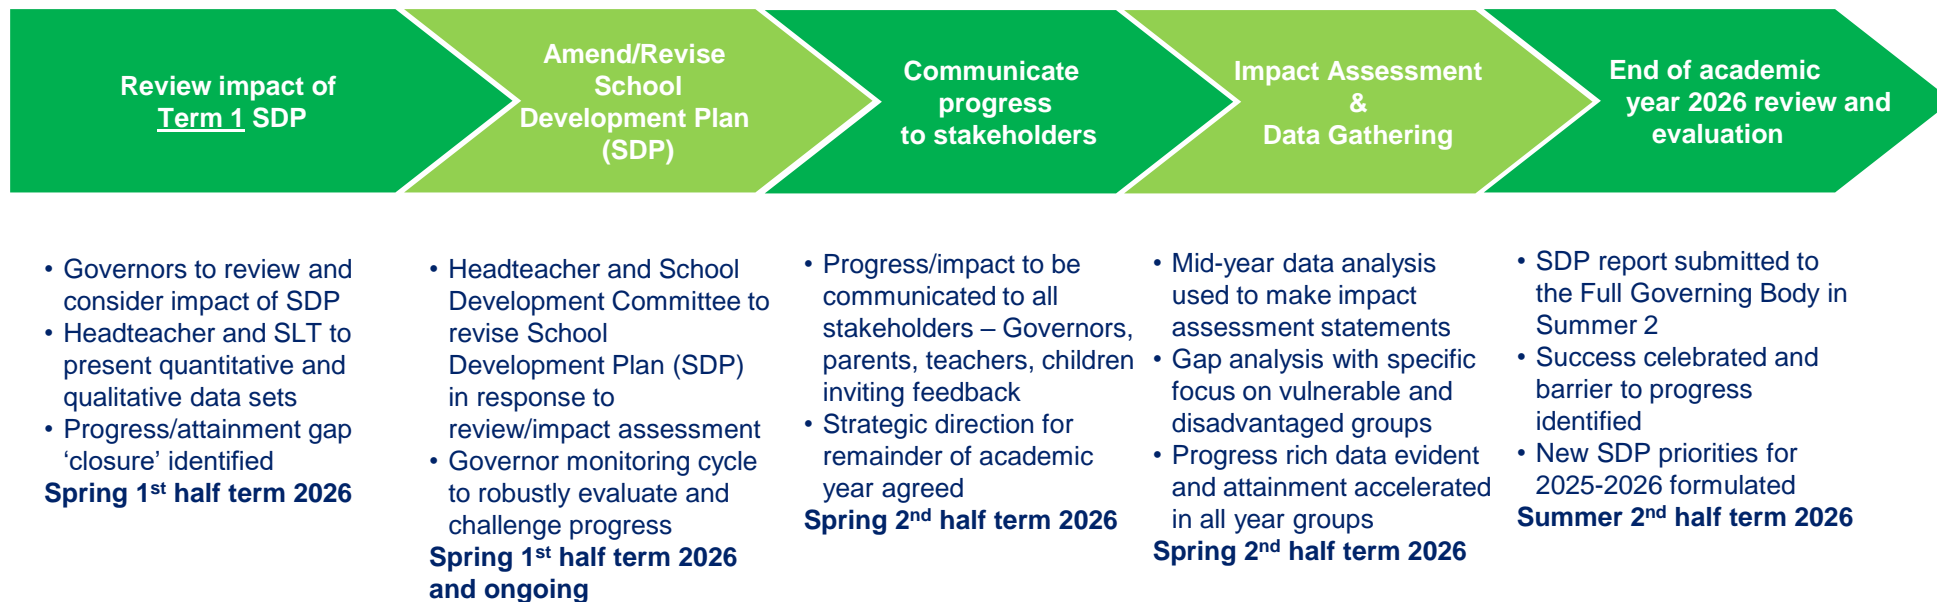 Review impact of
Term 1 SDP
Amend/Revise
School
Development Plan
(SDP)
Communicate
progress
to stakeholders
Impact Assessment
&
Data Gathering
End of academic
year 2026 review and
evaluation
• Governors to review and
consider impact of SDP
• Headteacher and SLT to
present quantitative and
qualitative data sets
• Progress/attainment gap
‘closure’ identified
Spring 1st half term 2026
• Headteacher and School
Development Committee to
revise School
Development Plan (SDP)
in response to
review/impact assessment
• Governor monitoring cycle
to robustly evaluate and
challenge progress
Spring 1st half term 2026
and ongoing
• Progress/impact to be
communicated to all
stakeholders – Governors,
parents, teachers, children
inviting feedback
• Strategic direction for
remainder of academic
year agreed
Spring 2nd half term 2026
• Mid-year data analysis
used to make impact
assessment statements
• Gap analysis with specific
focus on vulnerable and
disadvantaged groups
• Progress rich data evident
and attainment accelerated
in all year groups
Spring 2nd half term 2026
• SDP report submitted to
the Full Governing Body in
Summer 2
• Success celebrated and
barrier to progress
identified
• New SDP priorities for
2025-2026 formulated
Summer 2nd half term 2026